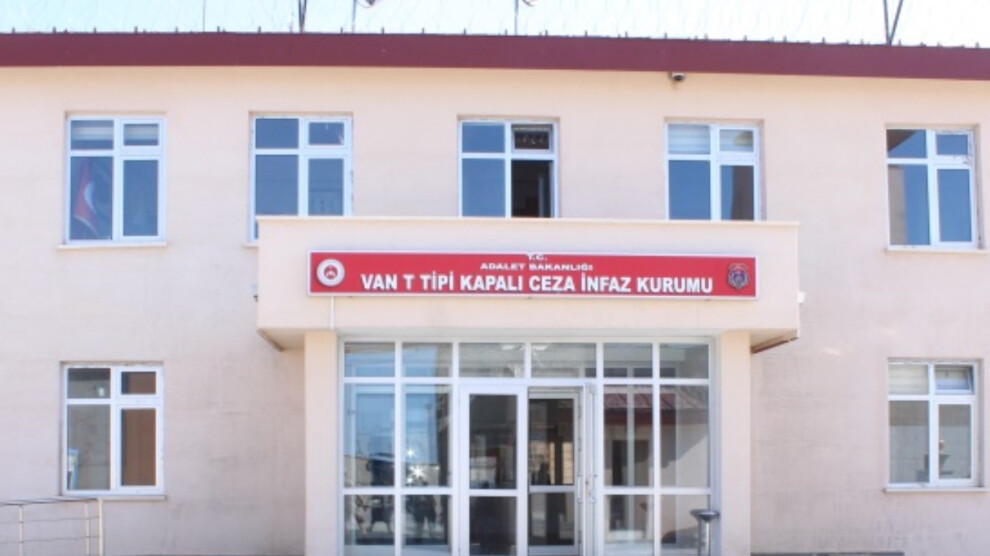 T.C.
ADALET BAKANLIĞI
VAN T TİPİ KAPALI CEZA İNFAZ KURUMU